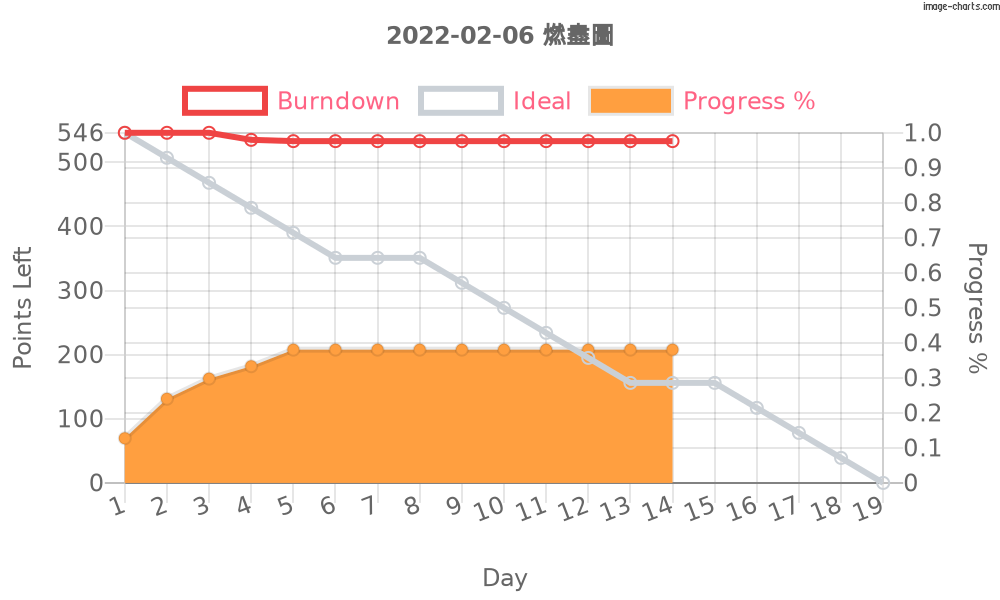 image-charts.com
2022-02-06 燃盡圖
Burndown Ideal Progress %
546 1.0
500 0.9
400 0.8
0.7
300 0.6
0.5
200 0.4
0.3
100 0.2
0.1
0 0
Points Left
Progress %
1 2 3 4 5 6 7 8 9 10 11 12 13 14 15 16 17 18 19
Day